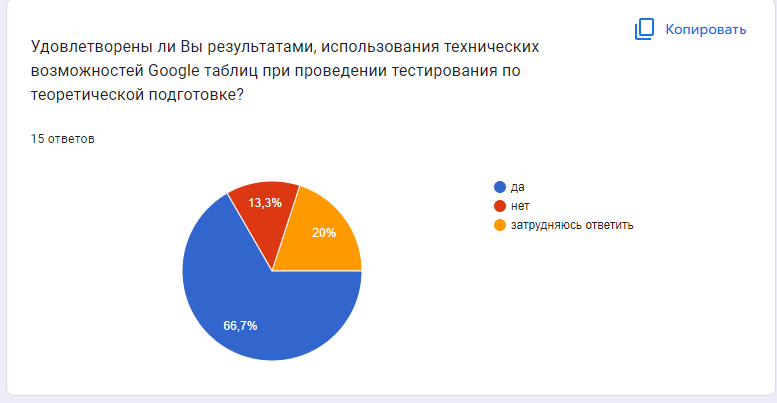 Копировать
Удовлетворены ли Вы результатами, использования технических
возможностей Google таблиц при проведении тестирования по
теоретической подготовке?
15 ответов
да
нет
затрудняюсь ответить
13,3%
20%
66,7%